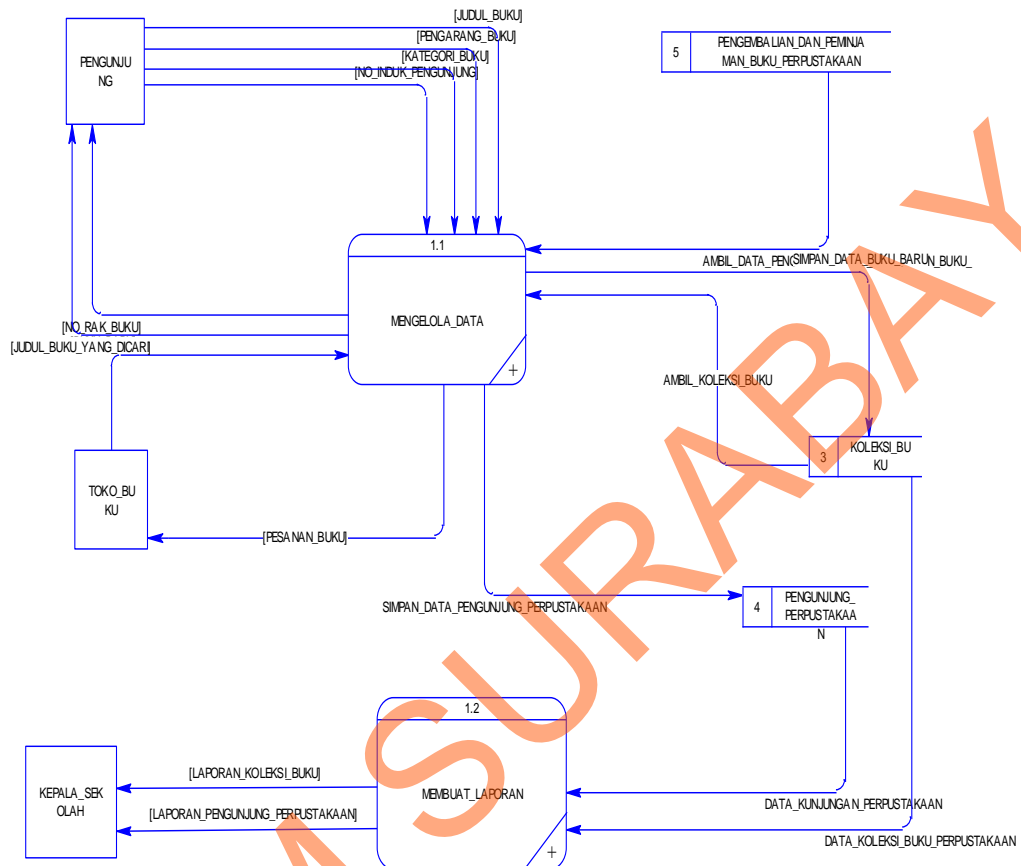 [JUDUL_BUKU]
[PENGARANG_BUKU]
[KATEGORI_BUKU]
[NO_INDUK_PENGUNJUNG]
PENGUNJU
NG
5
PENGEMBALIAN_DAN_PEMINJA
MAN_BUKU_PERPUSTAKAAN
1.1
MENGELOLA_DATA
+
AMBIL_DATA_PEN
SIMPAN_DATA_BUKU_BARU
N_BUKU_
[NO_RAK_BUKU]
[JUDUL_BUKU_YANG_DICARI]
AMBIL_KOLEKSI_BUKU
3
KOLEKSI_BU
KU
TOKO_BU
KU
[PESANAN_BUKU]
SIMPAN_DATA_PENGUNJUNG_PERPUSTAKAAN
4
PENGUNJUNG_
PERPUSTAKAA
N
1.2
MEMBUAT_LAPORAN
+
KEPALA_SEK
OLAH
[LAPORAN_KOLEKSI_BUKU]
[LAPORAN_PENGUNJUNG_PERPUSTAKAAN]
DATA_KUNJUNGAN_PERPUSTAKAAN
DATA_KOLEKSI_BUKU_PERPUSTAKAAN
M SURABAY